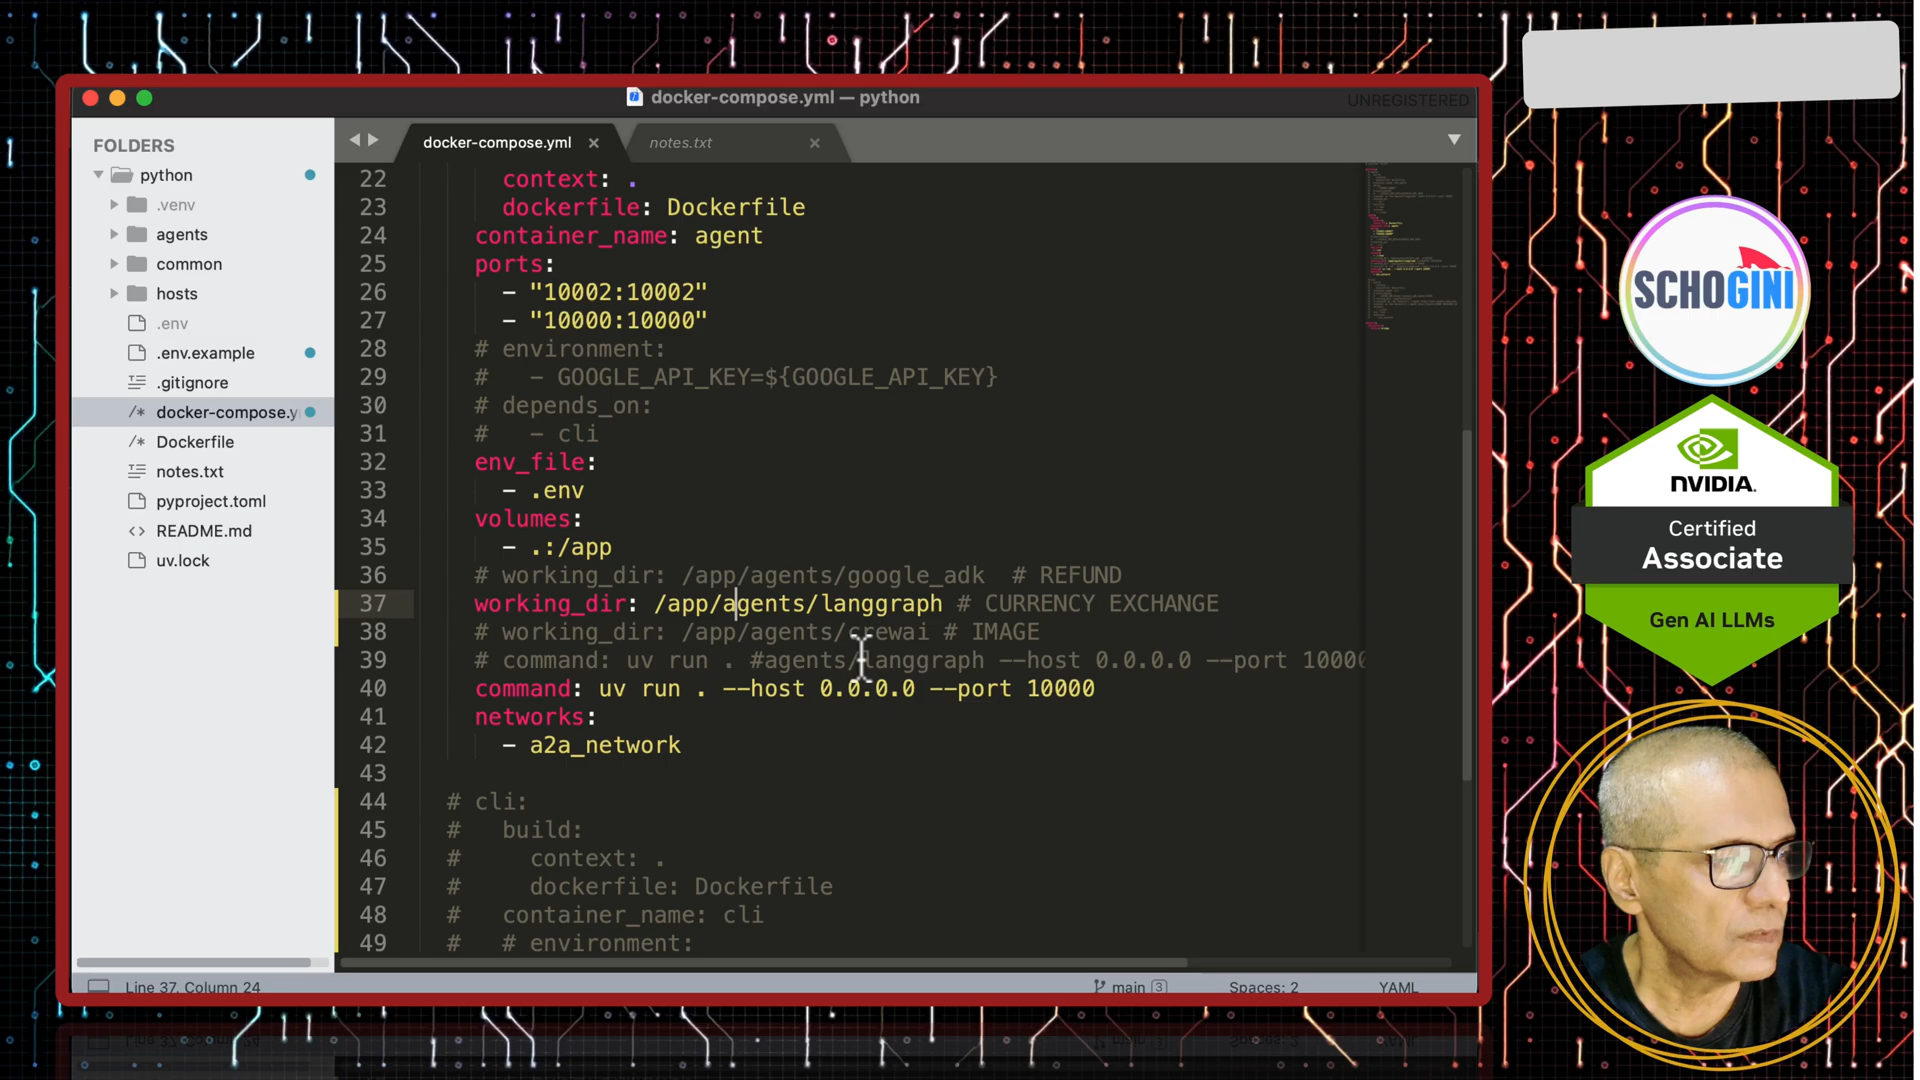 docker-compose.yml — python
UNREGISTERED
FOLDERS
python
.venv
agents
common
hosts
.env
.env.example
.gitignore
/* docker-compose.y
/* Dockerfile
notes.txt
pyproject.toml
<> README.md
uv.lock
docker-compose.yml ×
notes.txt ×
22 context: .
23 dockerfile: Dockerfile
24 container_name: agent
25 ports:
26 - "10002:10002"
27 - "10000:10000"
28 # environment:
29 # - GOOGLE_API_KEY=${GOOGLE_API_KEY}
30 # depends_on:
31 # - cli
32 env_file:
33 - .env
34 volumes:
35 - .:/app
36 # working_dir: /app/agents/google_adk # REFUND
37 working_dir: /app/agents/langgraph # CURRENCY EXCHANGE
38 # working_dir: /app/agents/crewai # IMAGE
39 # command: uv run . #agents/langgraph --host 0.0.0.0 --port 10000
40 command: uv run . --host 0.0.0.0 --port 10000
41 networks:
42 - a2a_network
43
44 # cli:
45 # build:
46 # context: .
47 # dockerfile: Dockerfile
48 # container_name: cli
49 # # environment:
Line 37, Column 24
main 3
Spaces: 2
YAML
SCHOGINI
NVIDIA.
Certified
Associate
Gen AI LLMs